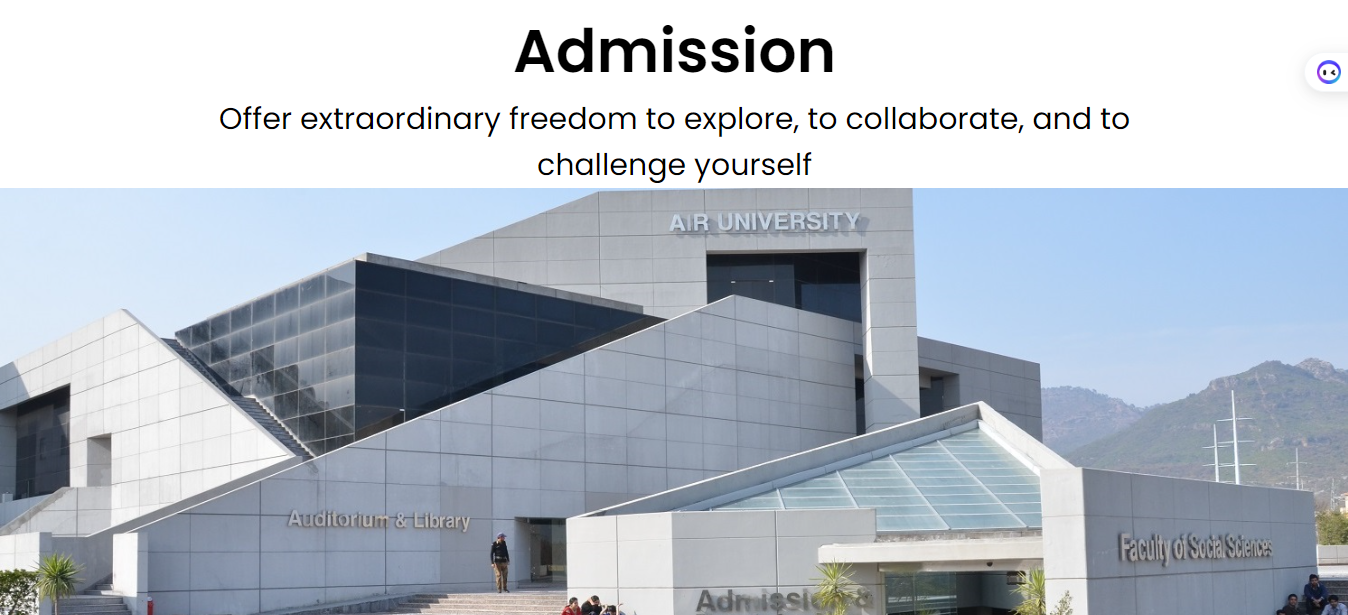 Admission
Offer extraordinary freedom to explore, to collaborate, and to
challenge yourself
AIR UNIVERSITY
Auditorium & Library
Faculty of Social Sciences
Admission &